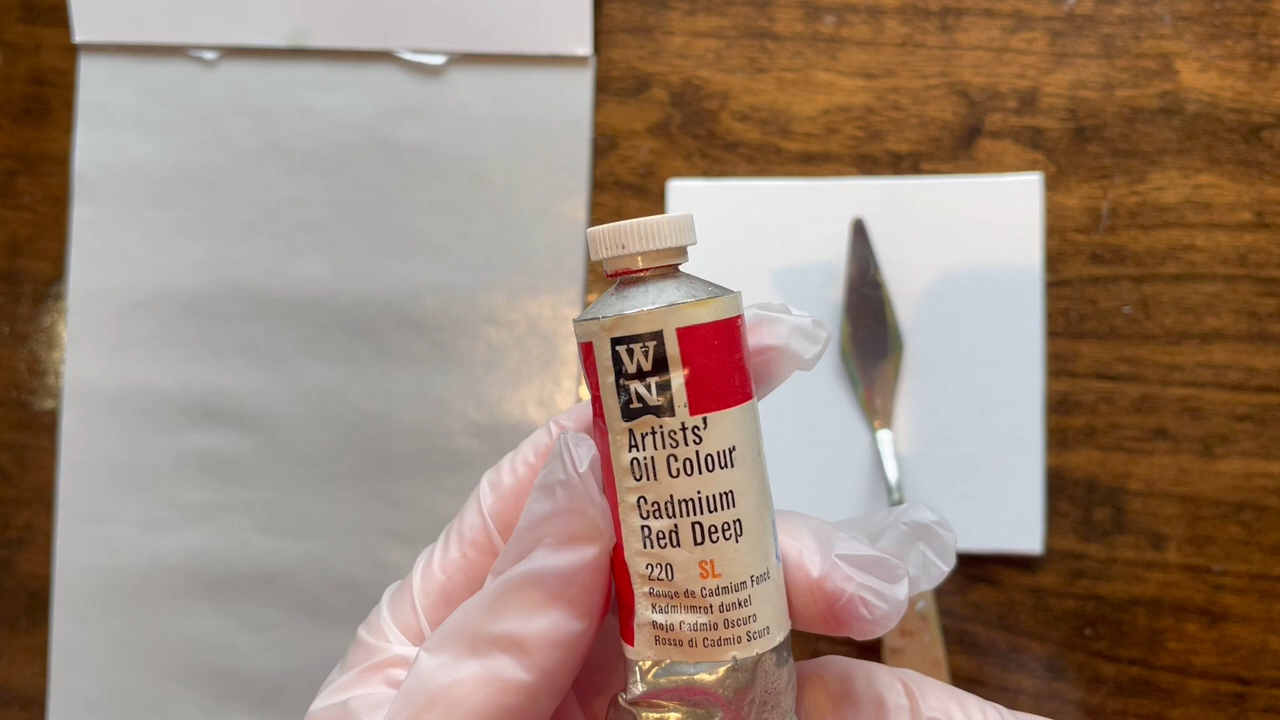 W
N
Artists'
Oil Colour
Cadmium
Red Deep
220 SL
Rouge de Cadmium Foncé
Kadmiumrot dunkel
Rojo Cadmio Oscuro
Rosso di Cadmio Scuro